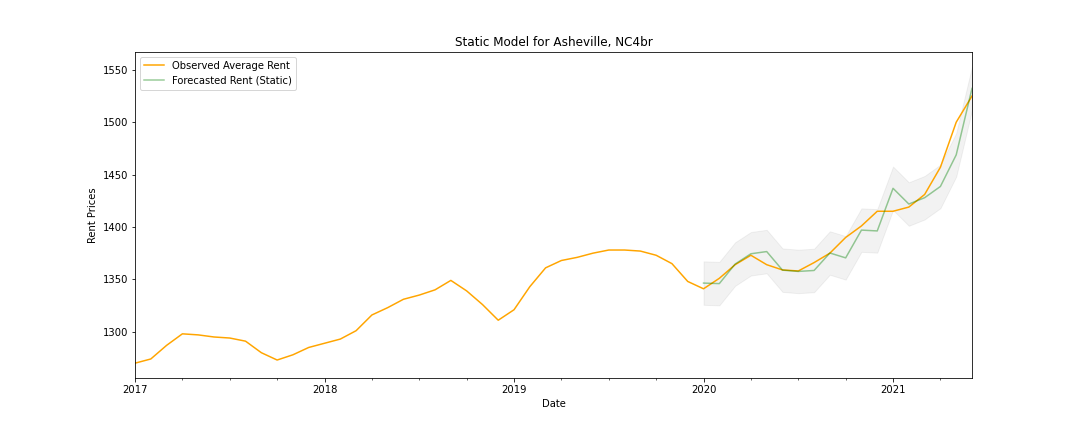 Static Model for Asheville, NC4br
Observed Average Rent
Forecasted Rent (Static)
1550
1500
1450
1400
1350
1300
Rent Prices
2017 2018 2019 2020 2021
Date